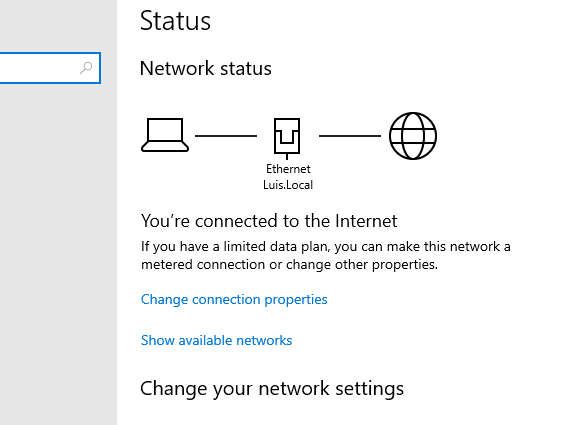 Status
Network status
Ethernet
Luis.Local
You’re connected to the Internet
If you have a limited data plan, you can make this network a
metered connection or change other properties.
Change connection properties
Show available networks
Change your network settings